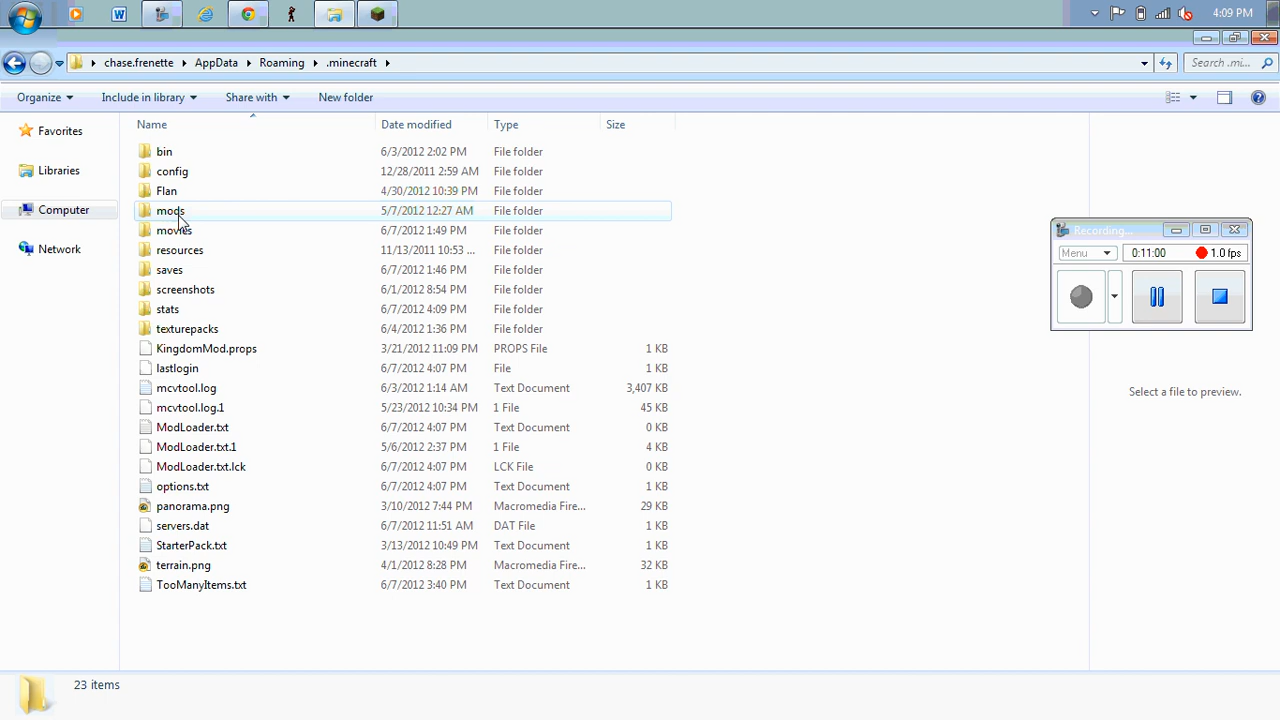 4:09 PM
chase.frenette AppData Roaming .minecraft Search .mi...
Organize Include in library Share with New folder
Name Date modified Type Size
Favorites
Libraries
Computer
Network
bin 6/3/2012 2:02 PM File folder
config 12/28/2011 2:59 AM File folder
Flan 4/30/2012 10:39 PM File folder
mods 5/7/2012 12:27 AM File folder
movies 6/7/2012 1:49 PM File folder
resources 11/13/2011 10:53 ... File folder
saves 6/7/2012 1:46 PM File folder
screenshots 6/1/2012 8:54 PM File folder
stats 6/7/2012 4:09 PM File folder
texturepacks 6/4/2012 1:36 PM File folder
KingdomMod.props 3/21/2012 11:09 PM PROPS File 1 KB
lastlogin 6/7/2012 4:07 PM File 1 KB
mcvtool.log 6/3/2012 1:14 AM Text Document 3,407 KB
mcvtool.log.1 5/23/2012 10:34 PM 1 File 45 KB
ModLoader.txt 6/7/2012 4:07 PM Text Document 0 KB
ModLoader.txt.1 5/6/2012 2:37 PM 1 File 4 KB
ModLoader.txt.lck 6/7/2012 4:07 PM LCK File 0 KB
options.txt 6/7/2012 4:07 PM Text Document 1 KB
panorama.png 3/10/2012 7:44 PM Macromedia Fire... 29 KB
servers.dat 6/7/2012 11:51 AM DAT File 1 KB
StarterPack.txt 3/13/2012 10:49 PM Text Document 1 KB
terrain.png 4/1/2012 8:28 PM Macromedia Fire... 32 KB
TooManyItems.txt 6/7/2012 3:40 PM Text Document 1 KB
Recording...
Menu 0:11:00 1.0 fps
Select a file to preview.
23 items